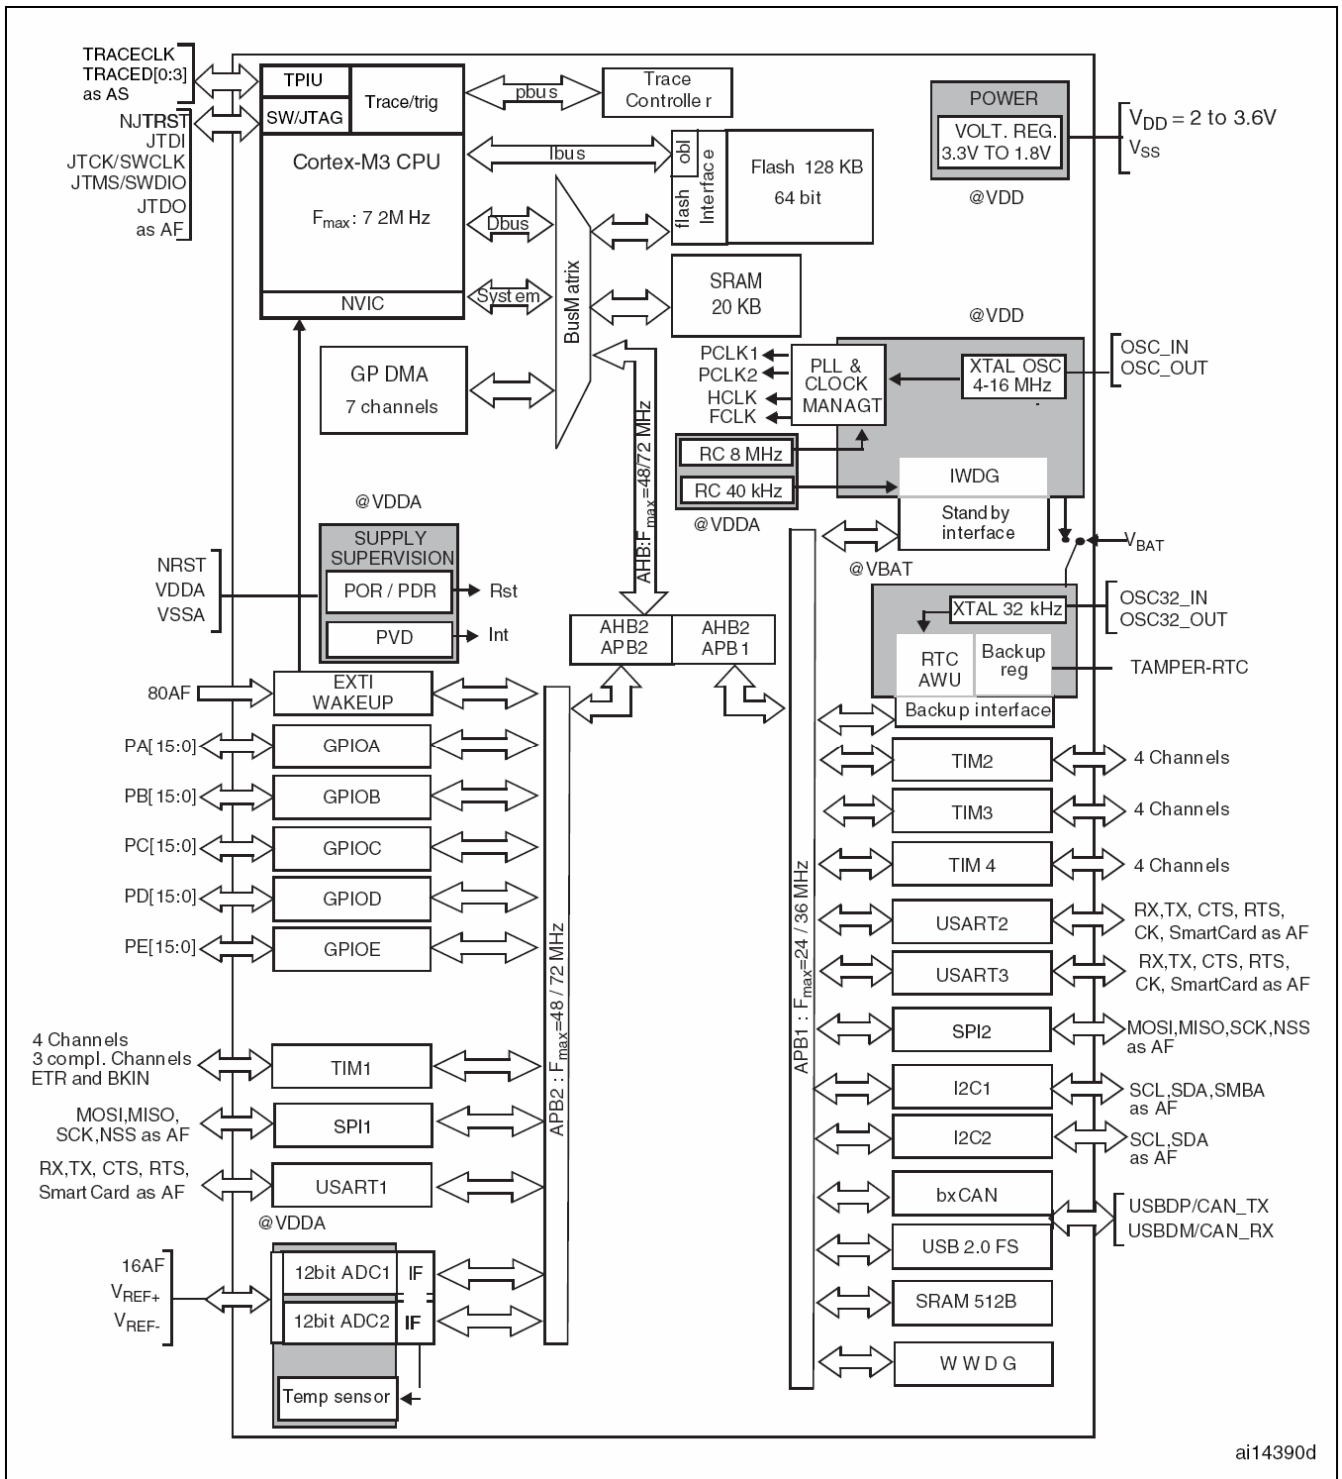 TRACECLK
TRACED[0:3]
as AS
NJTRST
JTDI
JTCK/SWCLK
JTMS/SWDIO
JTDO
as AF
TPIU
SW/JTAG
Trace/trig
Cortex-M3 CPU
Fmax: 7 2M Hz
NVIC
pbus
Trace
Controller
Ibus
Dbus
System
BusMatrix
obl
flash
Interface
Flash 128 KB
64 bit
SRAM
20 KB
POWER
VOLT. REG.
3.3V TO 1.8V
@VDD
VDD = 2 to 3.6V
VSS
GP DMA
7 channels
AHB:Fmax=48/72 MHz
@VDD
PCLK1
PCLK2
HCLK
FCLK
PLL &
CLOCK
MANAGT
XTAL OSC
4-16 MHz
-
OSC_IN
OSC_OUT
RC 8 MHz
RC 40 kHz
@VDDA
IWDG
Stand by
interface
VBAT
@VBAT
@VDDA
SUPPLY
SUPERVISION
POR / PDR
PVD
Rst
Int
NRST
VDDA
VSSA
AHB2
APB2
AHB2
APB1
XTAL 32 kHz
OSC32_IN
OSC32_OUT
RTC
AWU
Backup
reg
TAMPER-RTC
Backup interface
80AF
EXTI
WAKEUP
PA[15:0]
GPIOA
PB[15:0]
GPIOB
PC[15:0]
GPIOC
PD[15:0]
GPIOD
PE[15:0]
GPIOE
4 Channels
3 compl. Channels
ETR and BKIN
TIM1
MOSI,MISO,
SCK,NSS as AF
SPI1
RX,TX, CTS, RTS,
Smart Card as AF
USART1
@VDDA
16AF
VREF+
VREF-
12bit ADC1
IF
12bit ADC2
IF
Temp sensor
APB2 : Fmax=48 / 72 MHz
APB1 : Fmax=24 / 36 MHz
TIM2
4 Channels
TIM3
4 Channels
TIM 4
4 Channels
USART2
RX,TX, CTS, RTS,
CK, SmartCard as AF
USART3
RX,TX, CTS, RTS,
CK, SmartCard as AF
SPI2
MOSI,MISO,SCK,NSS
as AF
I2C1
SCL,SDA,SMBA
as AF
I2C2
SCL,SDA
as AF
bxCAN
USBDP/CAN_TX
USBDM/CAN_RX
USB 2.0 FS
SRAM 512B
W W D G
ai14390d